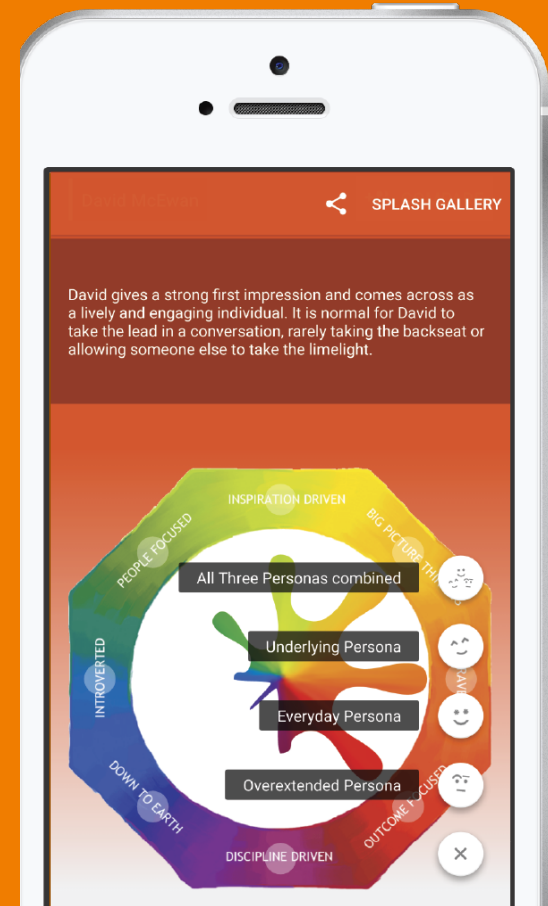 David McEwan
SPLASH GALLERY
David gives a strong first impression and comes across as
a lively and engaging individual. It is normal for David to
take the lead in a conversation, rarely taking the backseat or
allowing someone else to take the limelight.
INSPIRATION DRIVEN
PEOPLE FOCUSED
BIG PICTURE
All Three Personas combined
Underlying Persona
INTROVERTED
Everyday Persona
Overextended Persona
DOWN TO EARTH
OUTCOME FOCUSED
DISCIPLINE DRIVEN